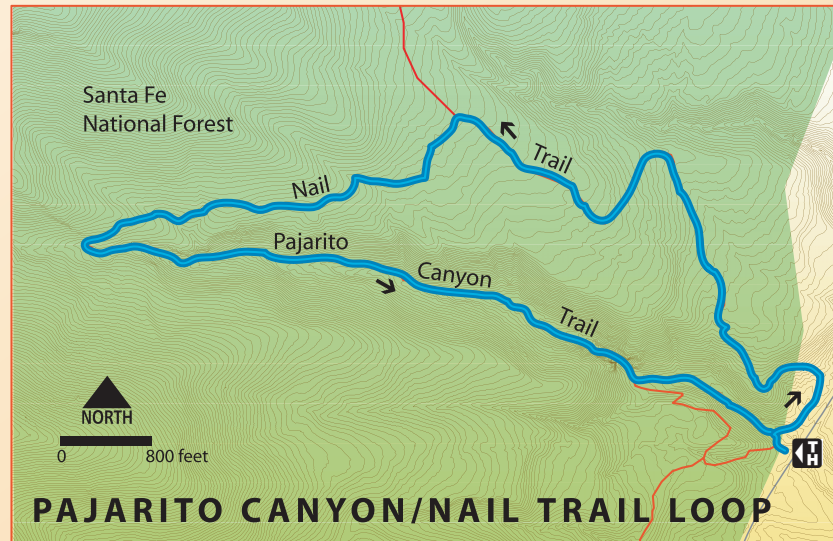 Santa Fe
National Forest
Trail
Nail
Pajarito
Canyon
Trail
NORTH
0 800 feet
TH
PAJARITO CANYON/NAIL TRAIL LOOP